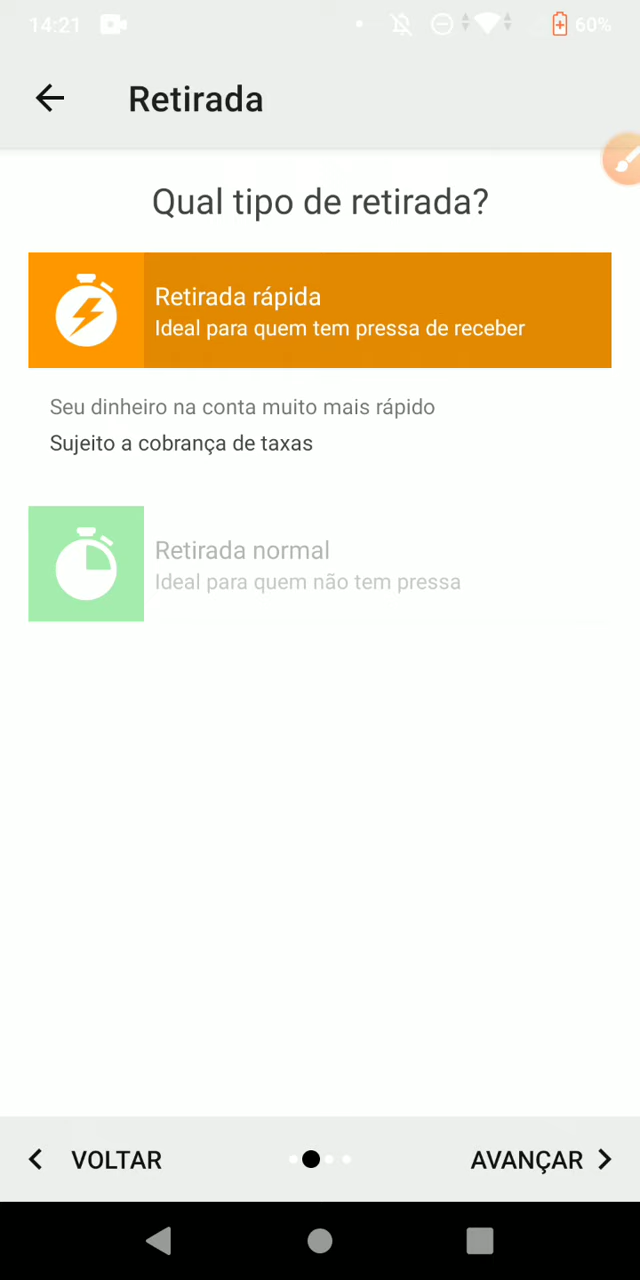 14:21
60%
Retirada
Qual tipo de retirada?
Retirada rápida
Ideal para quem tem pressa de receber
Seu dinheiro na conta muito mais rápido
Sujeito a cobrança de taxas
Retirada normal
Ideal para quem não tem pressa
VOLTAR
AVANÇAR